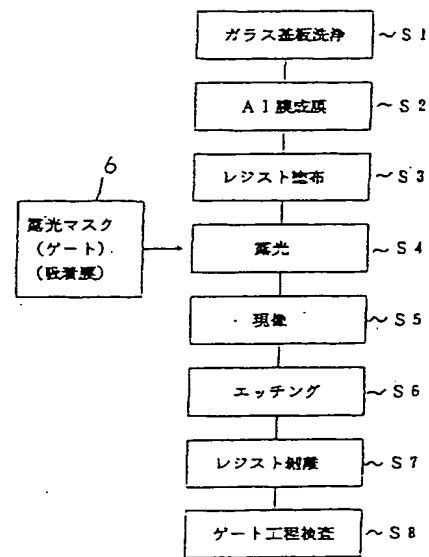 ガラス基板洗浄
~S1
Al膜成膜
~S2
レジスト塗布
~S3
6
露光マスク
(ゲート)
(吸着膜)
露光
~S4
現像
~S5
エッチング
~S6
レジスト剥離
~S7
ゲート工程検査
~S8